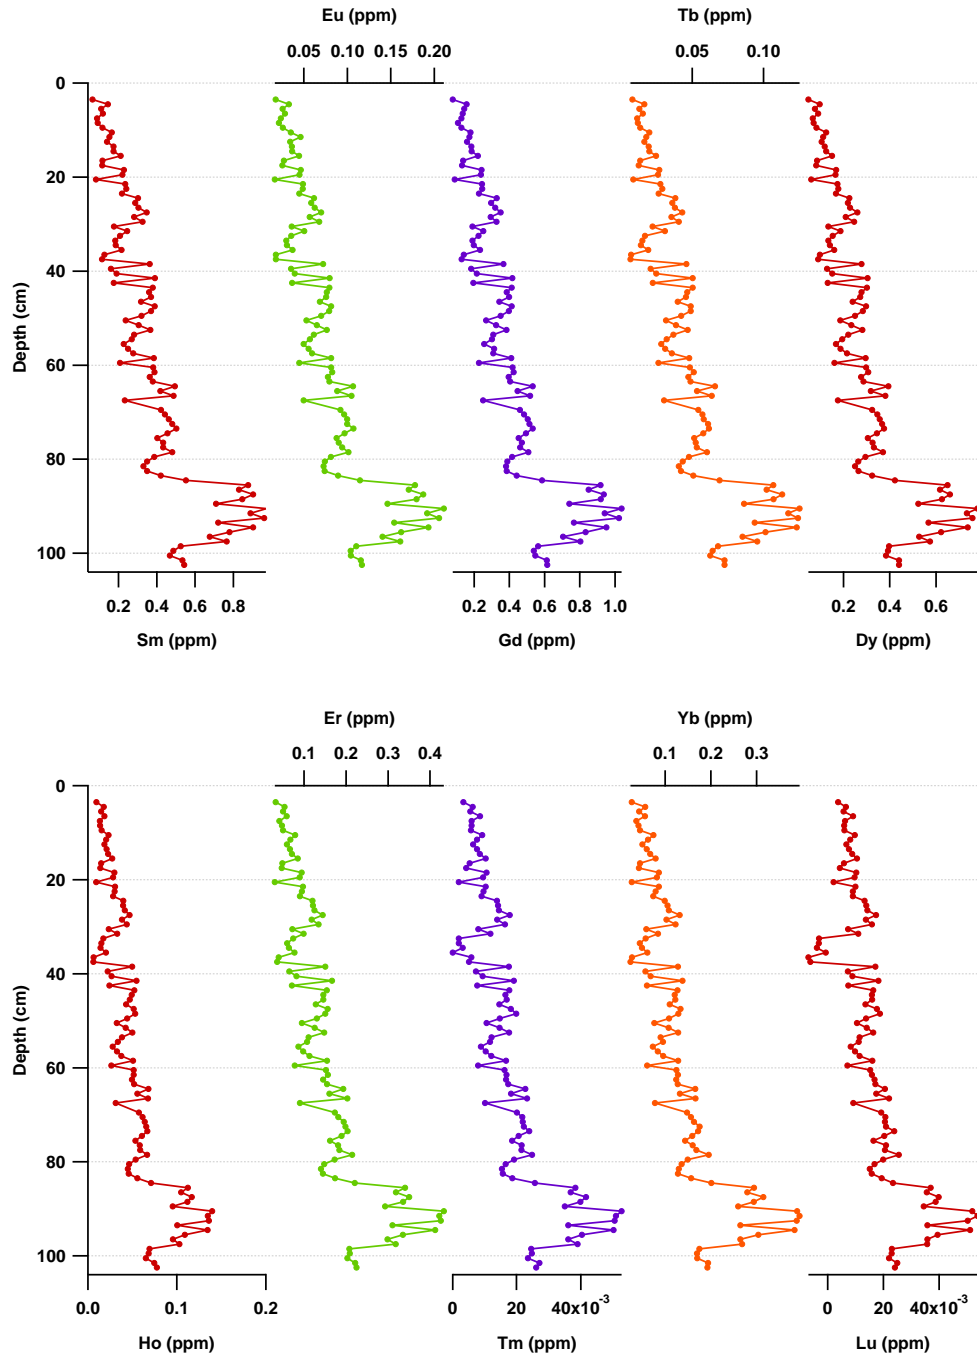 Eu (ppm) Tb (ppm)
0.05 0.10 0.15 0.20 0.05 0.10
0
20
40
60
80
100
Depth (cm)
0.2 0.4 0.6 0.8 0.2 0.4 0.6 0.8 1.0 0.2 0.4 0.6
Sm (ppm) Gd (ppm) Dy (ppm)
Er (ppm) Yb (ppm)
0.1 0.2 0.3 0.4 0.1 0.2 0.3
0
20
40
60
80
100
Depth (cm)
0.0 0.1 0.2 0 20 40x10⁻³ 0 20 40x10⁻³
Ho (ppm) Tm (ppm) Lu (ppm)